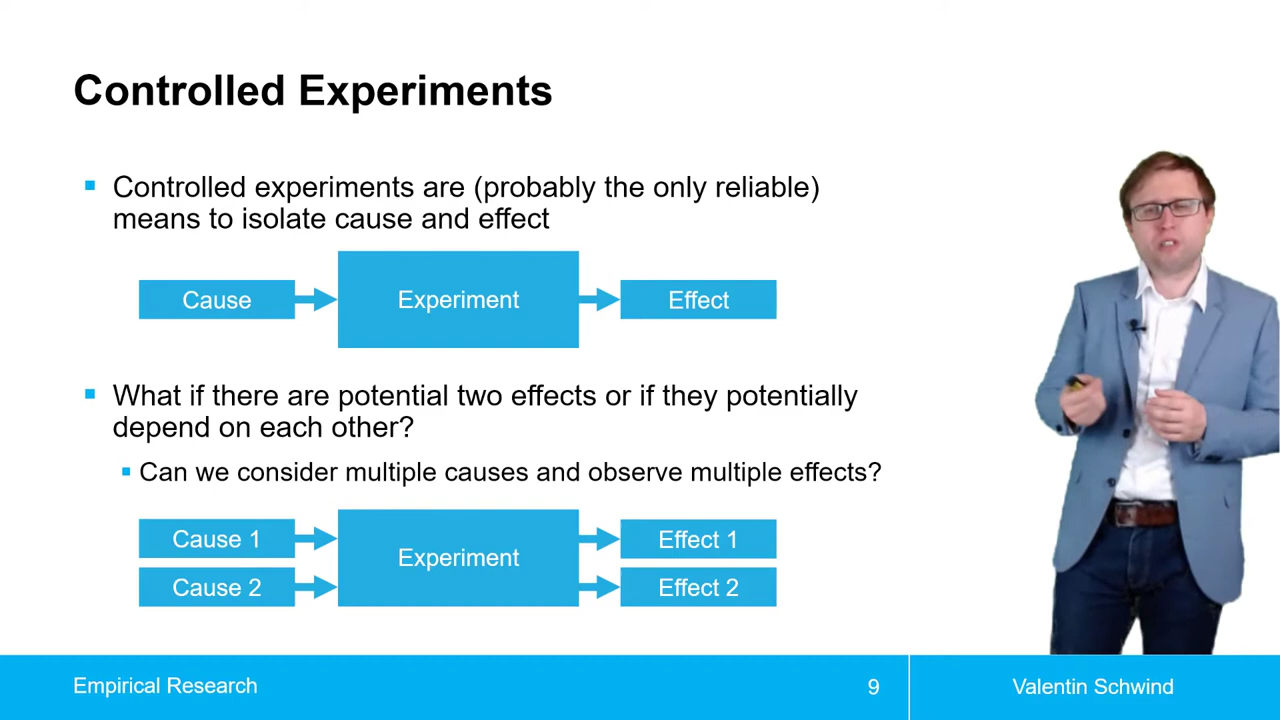 Controlled Experiments
Controlled experiments are (probably the only reliable)
means to isolate cause and effect
Cause
Experiment
Effect
What if there are potential two effects or if they potentially
depend on each other?
Can we consider multiple causes and observe multiple effects?
Cause 1
Experiment
Effect 1
Cause 2
Effect 2
Empirical Research
9
Valentin Schwind